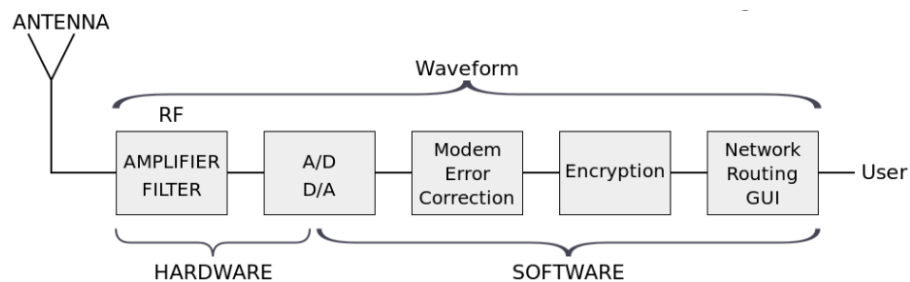 ANTENNA
Waveform
RF
AMPLIFIER
FILTER
A/D
D/A
Modem
Error
Correction
Encryption
Network
Routing
GUI
User
HARDWARE
SOFTWARE